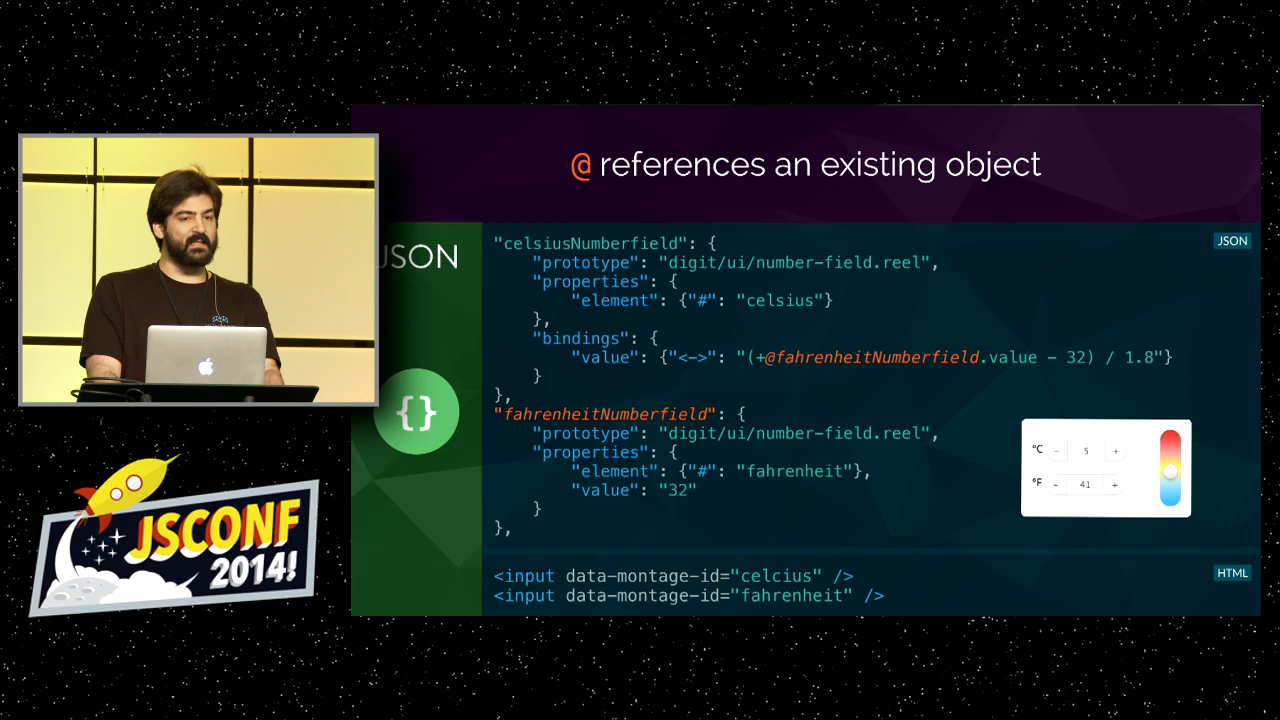 @ references an existing object
JSON
{}
"celsiusNumberfield": {
"prototype": "digit/ui/number-field.reel",
"properties": {
"element": {"#": "celsius"}
},
"bindings": {
"value": {"<->": "(+@fahrenheitNumberfield.value - 32) / 1.8"}
}
},
"fahrenheitNumberfield": {
"prototype": "digit/ui/number-field.reel",
"properties": {
"element": {"#": "fahrenheit"},
"value": "32"
}
},
JSON
°C - 5 +
°F - 41 +
<input data-montage-id="celcius" />
<input data-montage-id="fahrenheit" />
HTML
JSCONF
2014!